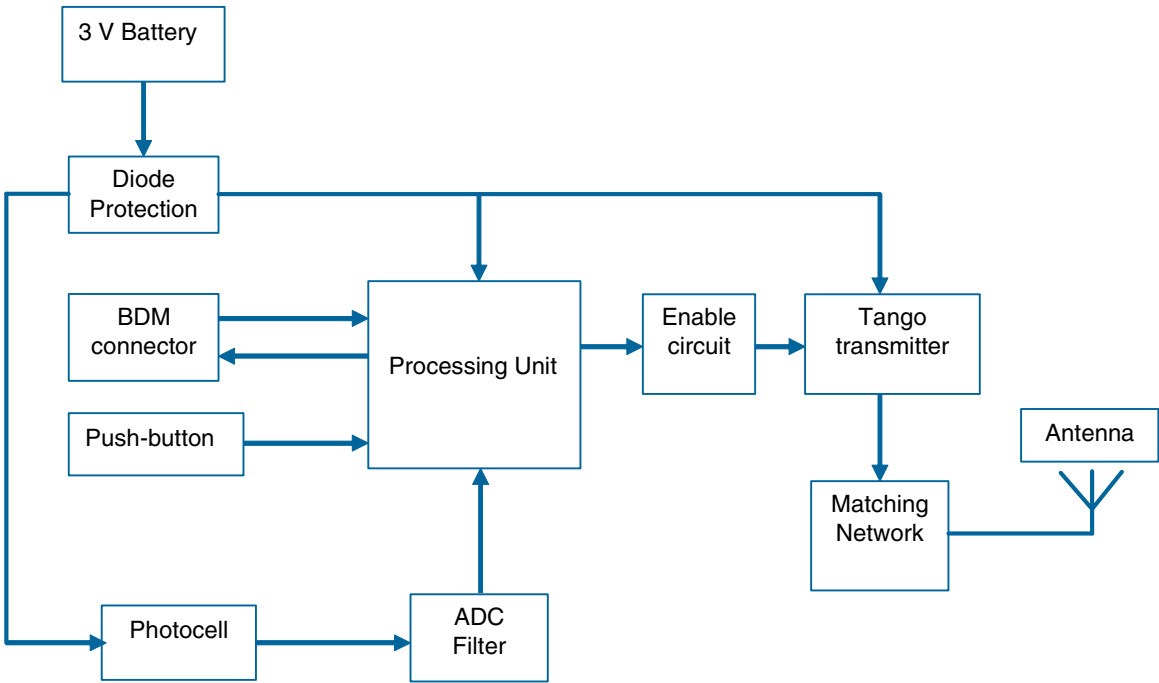 3 V Battery
Diode
Protection
BDM
connector
Processing Unit
Enable
circuit
Tango
transmitter
Push-button
Antenna
Matching
Network
Photocell
ADC
Filter